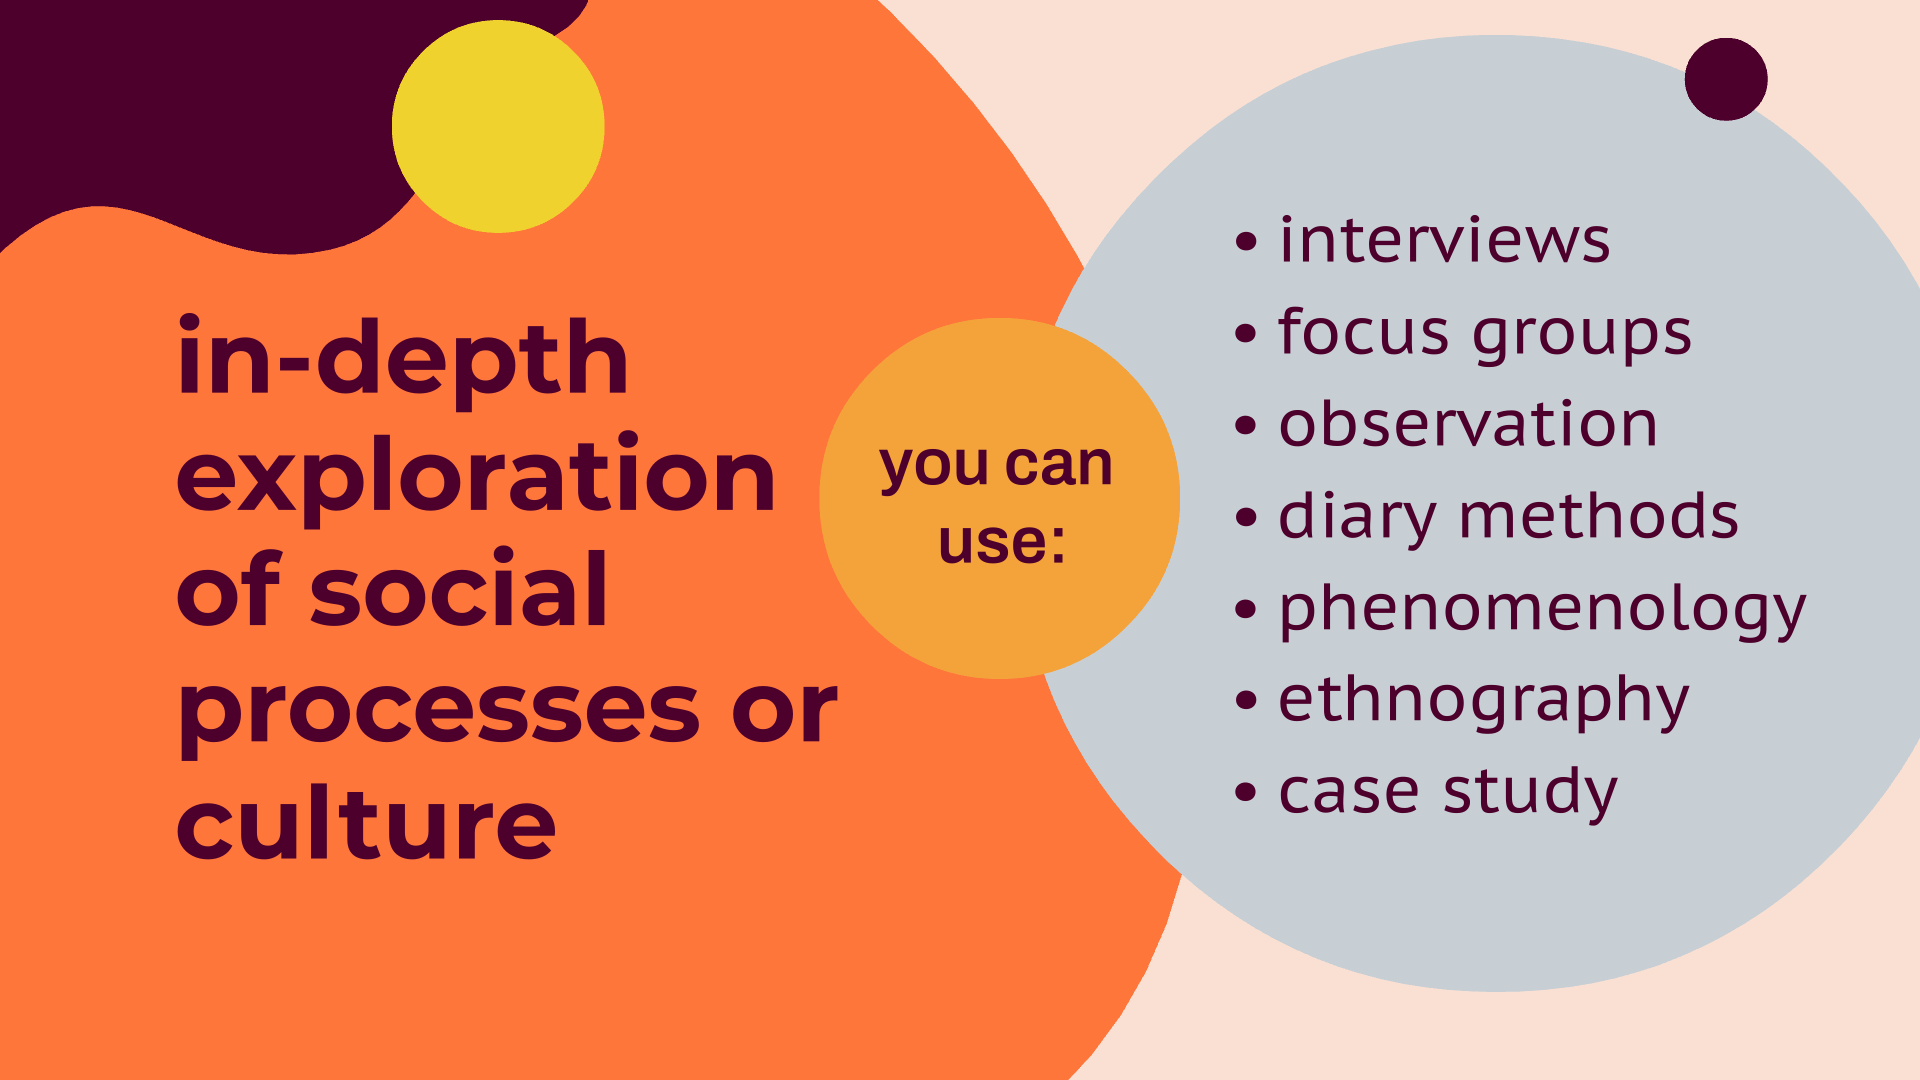 in-depth
exploration
of social
processes or
culture
you can
use:
• interviews
• focus groups
• observation
• diary methods
• phenomenology
• ethnography
• case study